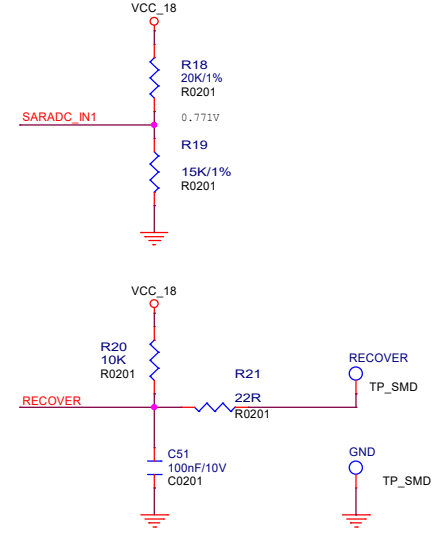 VCC_18
R18
20K/1%
R0201
SARADC_IN1
0.771V
R19
15K/1%
R0201
VCC_18
R20
10K
R0201
R21
22R
R0201
RECOVER
TP_SMD
RECOVER
C51
100nF/10V
C0201
GND
TP_SMD